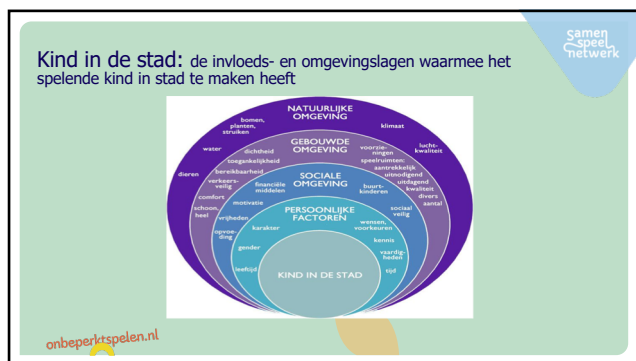 samen
speel
netwerk
Kind in de stad: de invloeds- en omgevingslagen waarmee het
spelende kind in stad te maken heeft
NATUURLIJKE
OMGEVING
bomen,
planten,
struiken
klimaat
water
lucht-
kwaliteit
dieren
GEBOUWDE
OMGEVING
dichtheid
toegankelijkheid
bereikbaarheid
verkeers-
veilig
comfort
schoon,
heel
voorzie-
ningen
speelruimten:
aantrekkelijk
uitnodigend
uitdagend
kwaliteit
divers
aantal
SOCIALE
OMGEVING
financiële
middelen
motivatie
vrijheden
opvoe-
ding
buurt-
kinderen
sociaal
veilig
PERSOONLIJKE
FACTOREN
karakter
gender
leeftijd
wensen,
voorkeuren
kennis
vaardig-
heden
tijd
KIND IN DE STAD
onbeperktspelen.nl